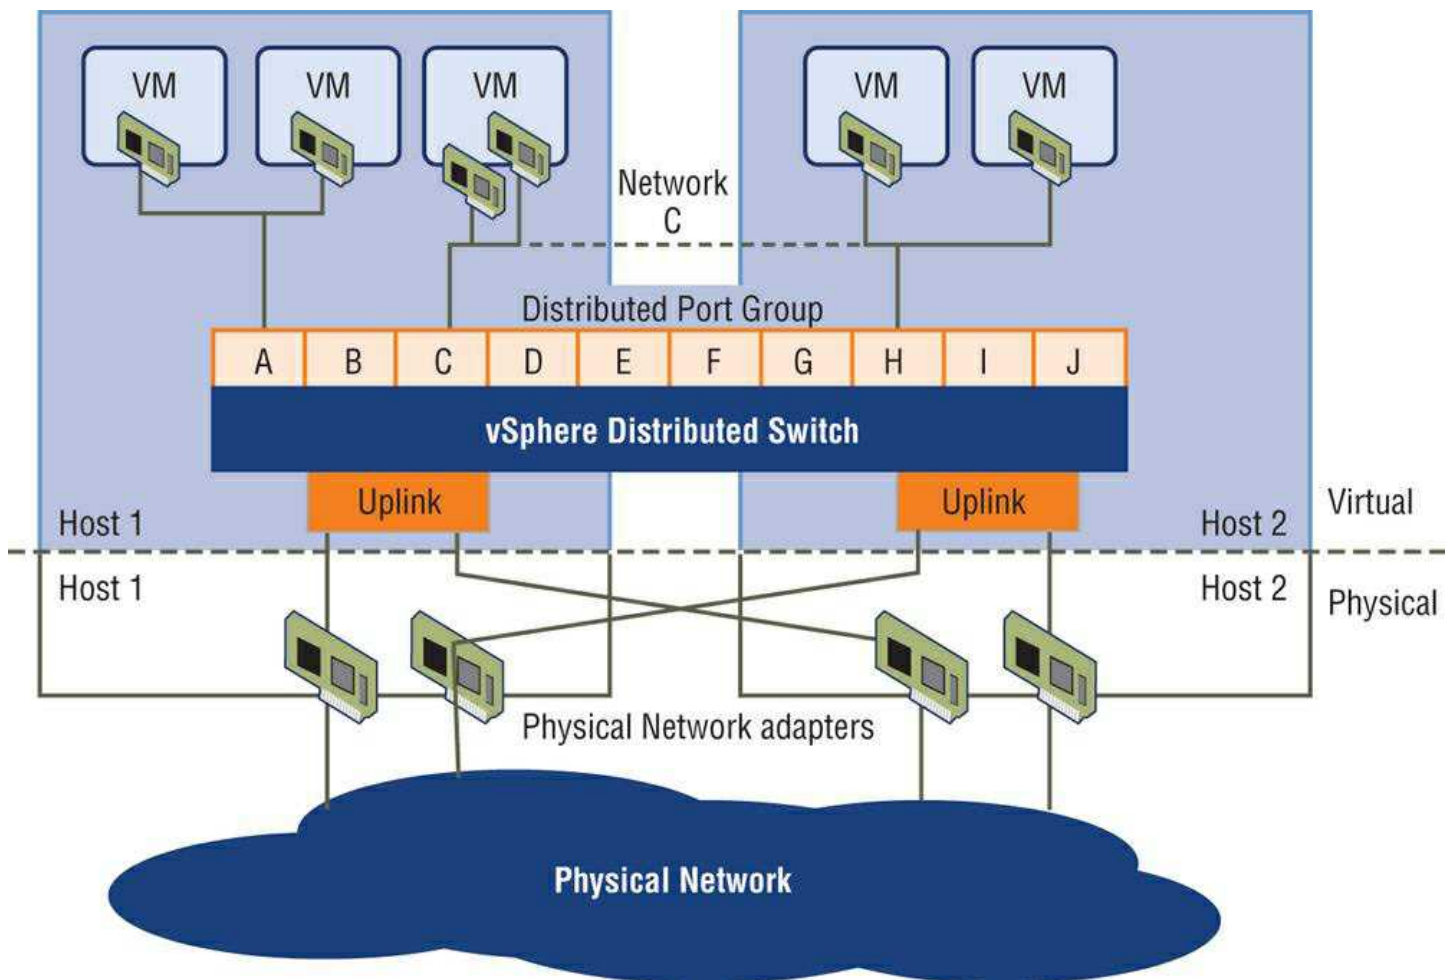 VM
VM
VM
VM
VM
Network
C
Distributed Port Group
A B C D E F G H I J
vSphere Distributed Switch
Uplink
Uplink
Host 1
Host 2
Virtual
Host 1
Host 2
Physical
Physical Network adapters
Physical Network